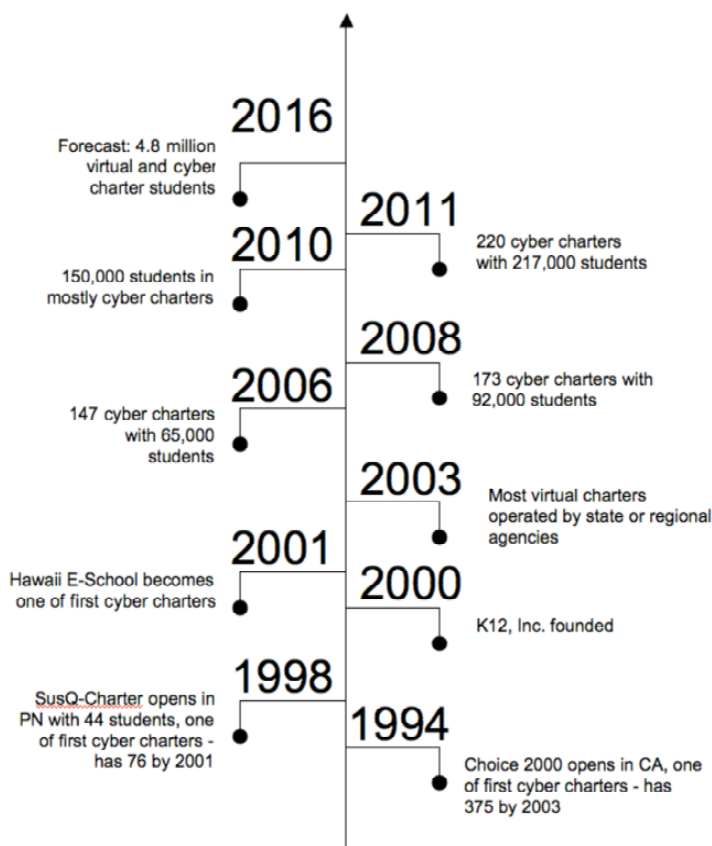 2016
Forecast: 4.8 million
virtual and cyber
charter students
2011
220 cyber charters
with 217,000 students
2010
150,000 students in
mostly cyber charters
2008
173 cyber charters with
92,000 students
2006
147 cyber charters
with 65,000
students
2003
Most virtual charters
operated by state or regional
agencies
2001
Hawaii E-School becomes
one of first cyber charters
2000
K12, Inc. founded
1998
SusQ-Charter opens in
PN with 44 students, one
of first cyber charters -
has 76 by 2001
1994
Choice 2000 opens in CA, one
of first cyber charters - has
375 by 2003